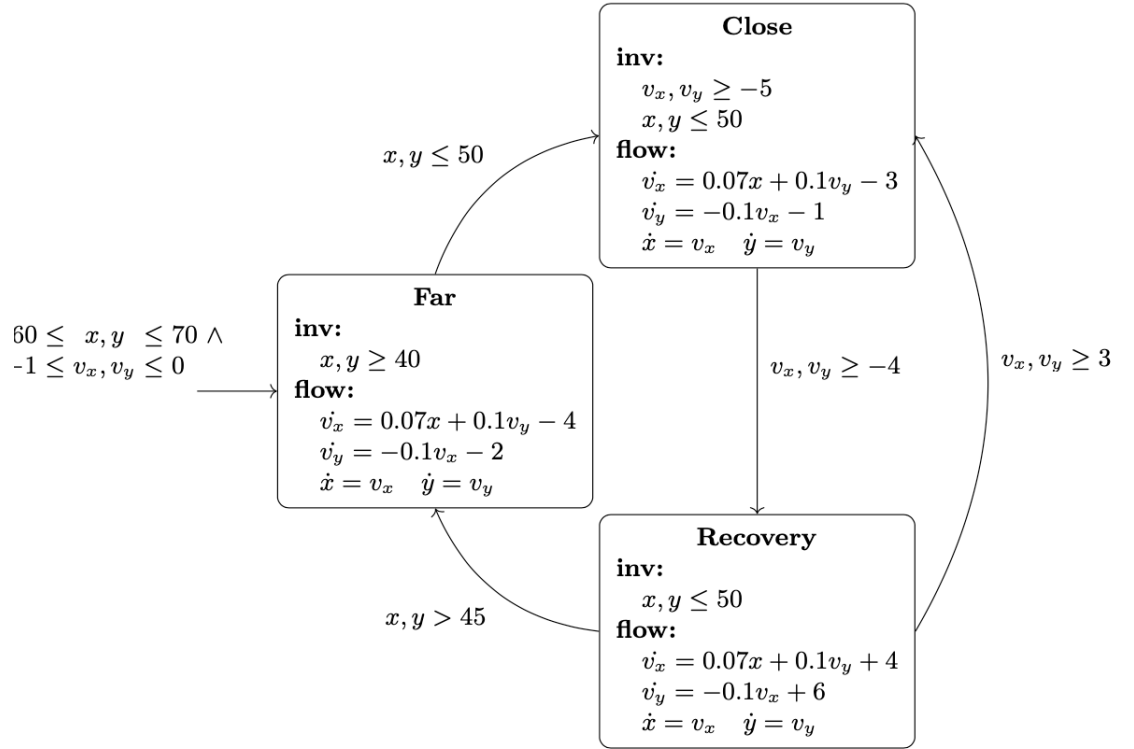 Close
inv:
v_x, v_y ≥ −5
x, y ≤ 50
flow:
v̇_x = 0.07x + 0.1v_y − 3
v̇_y = −0.1v_x − 1
ẋ = v_x ẏ = v_y
x, y ≤ 50
Far
inv:
x, y ≥ 40
flow:
v̇_x = 0.07x + 0.1v_y − 4
v̇_y = −0.1v_x − 2
ẋ = v_x ẏ = v_y
60 ≤ x, y ≤ 70 ∧
-1 ≤ v_x, v_y ≤ 0
v_x, v_y ≥ −4
v_x, v_y ≥ 3
x, y > 45
Recovery
inv:
x, y ≤ 50
flow:
v̇_x = 0.07x + 0.1v_y + 4
v̇_y = −0.1v_x + 6
ẋ = v_x ẏ = v_y